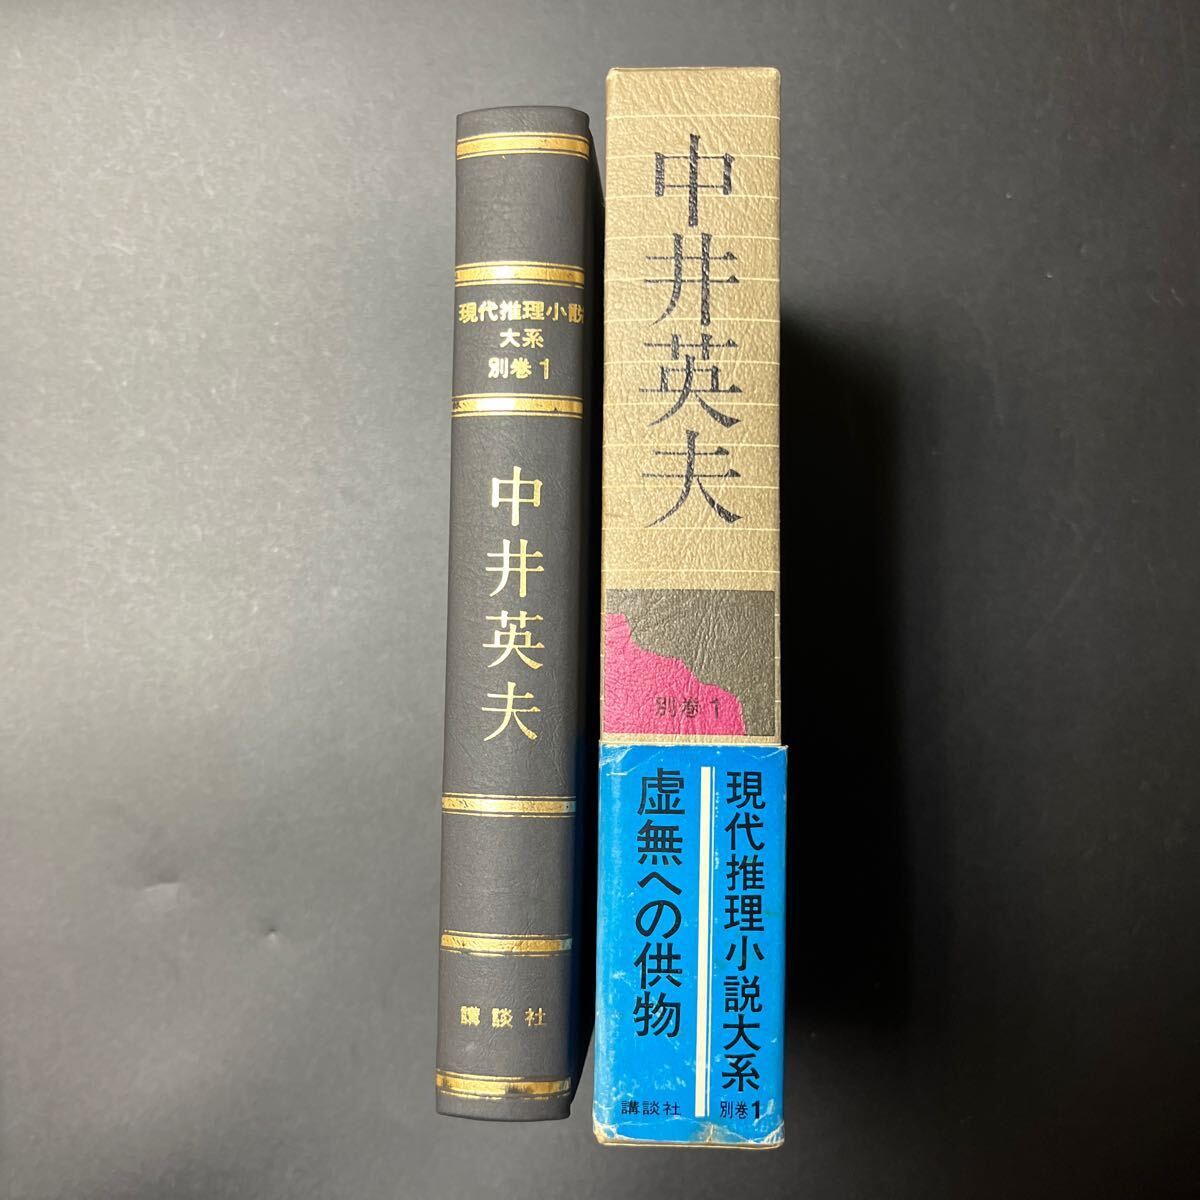 現代推理小説
大系
別巻1
中井英夫
講談社
中井英夫
別巻1
現代推理小説大系
別巻1
虚無への供物
講談社